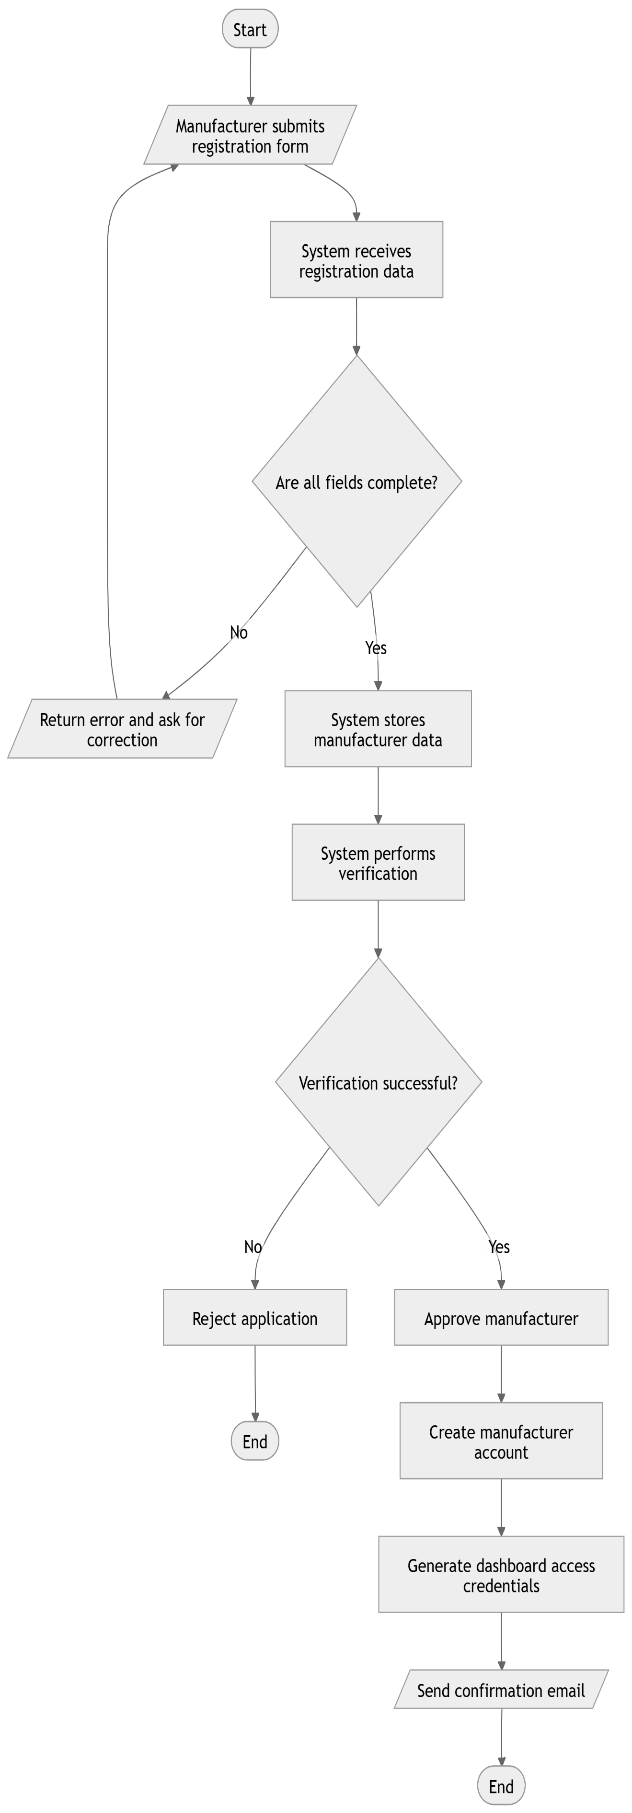 Start
Manufacturer submits
registration form
System receives
registration data
Are all fields complete?
No
Yes
Return error and ask for
correction
System stores
manufacturer data
System performs
verification
Verification successful?
No
Yes
Reject application
Approve manufacturer
End
Create manufacturer
account
Generate dashboard access
credentials
Send confirmation email
End